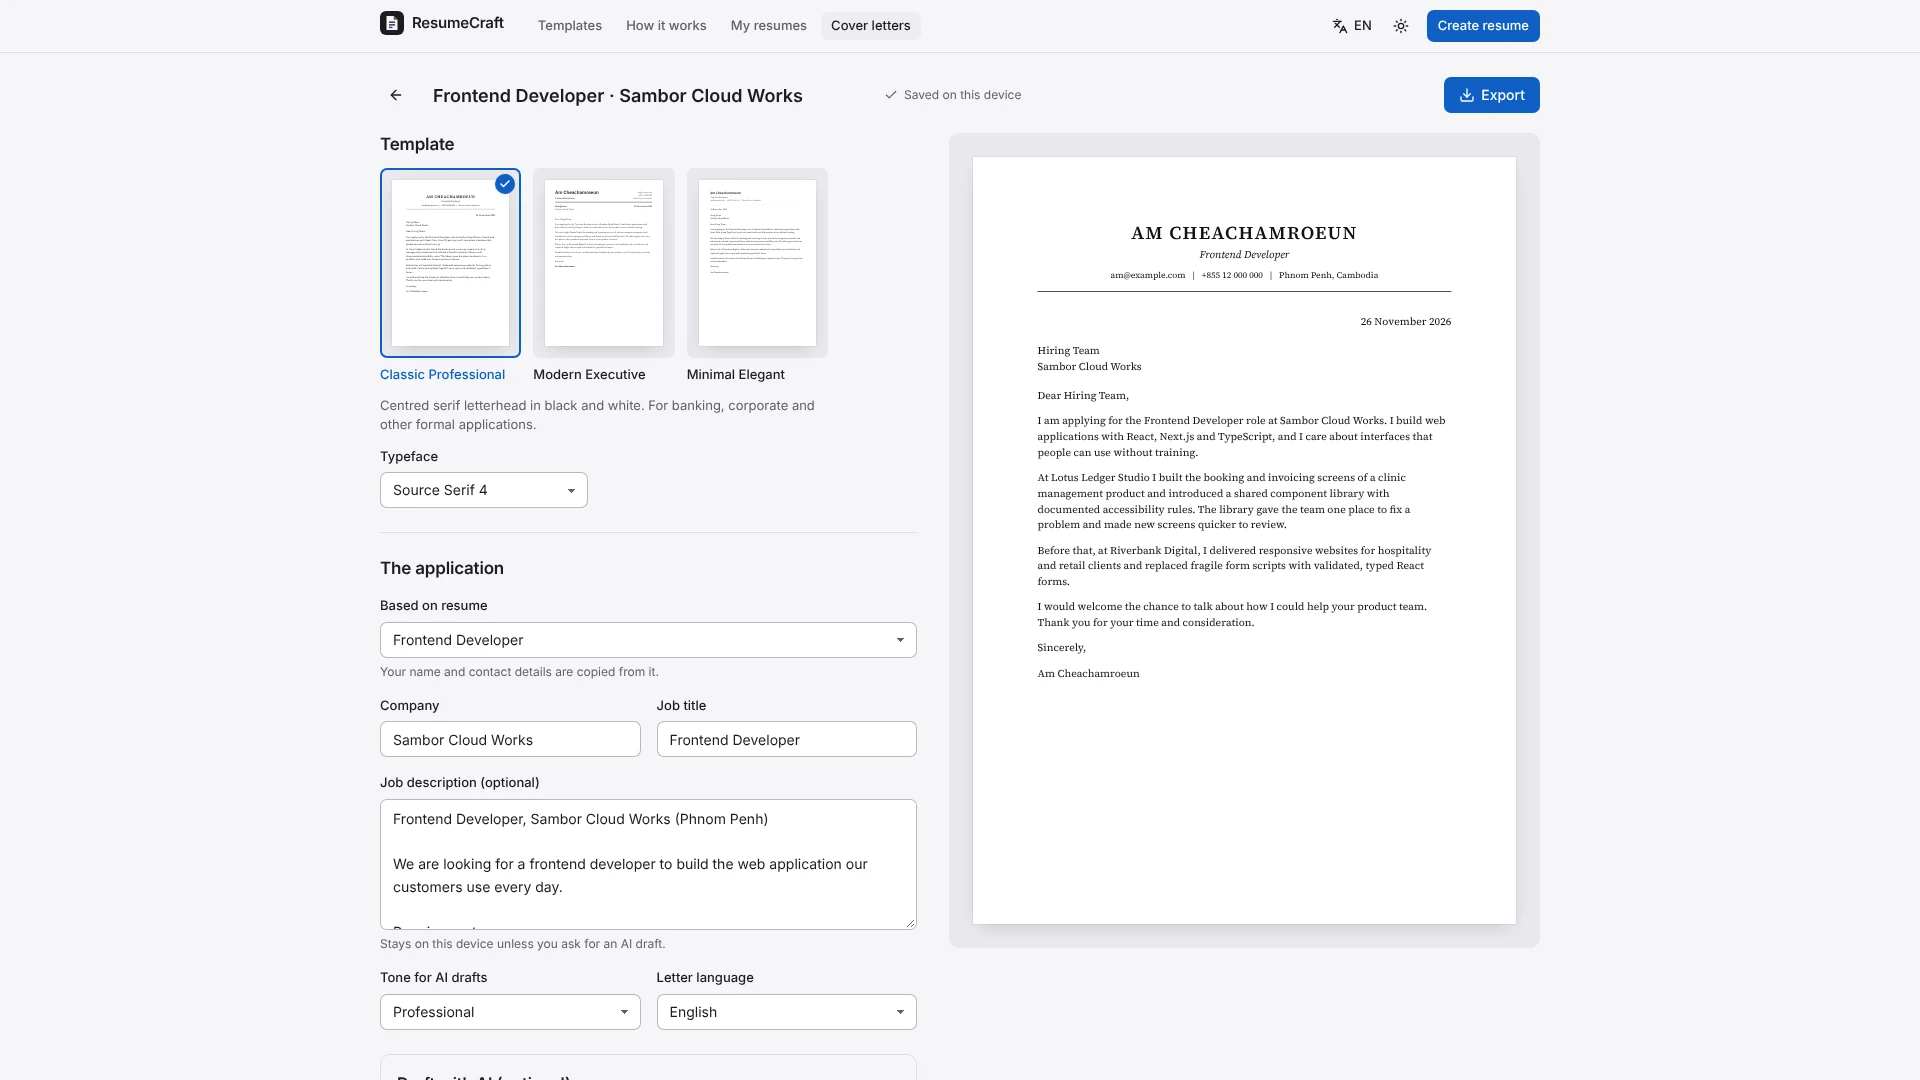 ResumeCraft
Templates
How it works
My resumes
Cover letters
EN
Create resume
Frontend Developer · Sambor Cloud Works
Saved on this device
Export
Template
Classic Professional
Modern Executive
Minimal Elegant
Centred serif letterhead in black and white. For banking, corporate and
other formal applications.
Typeface
Source Serif 4
The application
Based on resume
Frontend Developer
Your name and contact details are copied from it.
Company
Job title
Sambor Cloud Works
Frontend Developer
Job description (optional)
Frontend Developer, Sambor Cloud Works (Phnom Penh)
We are looking for a frontend developer to build the web application our
customers use every day.
Stays on this device unless you ask for an AI draft.
Tone for AI drafts
Letter language
Professional
English
AM CHEACHAMROEUN
Frontend Developer
am@example.com | +855 12 000 000 | Phnom Penh, Cambodia
26 November 2026
Hiring Team
Sambor Cloud Works
Dear Hiring Team,
I am applying for the Frontend Developer role at Sambor Cloud Works. I build web
applications with React, Next.js and TypeScript, and I care about interfaces that
people can use without training.
At Lotus Ledger Studio I built the booking and invoicing screens of a clinic
management product and introduced a shared component library with
documented accessibility rules. The library gave the team one place to fix a
problem and made new screens quicker to review.
Before that, at Riverbank Digital, I delivered responsive websites for hospitality
and retail clients and replaced fragile form scripts with validated, typed React
forms.
I would welcome the chance to talk about how I could help your product team.
Thank you for your time and consideration.
Sincerely,
Am Cheachamroeun